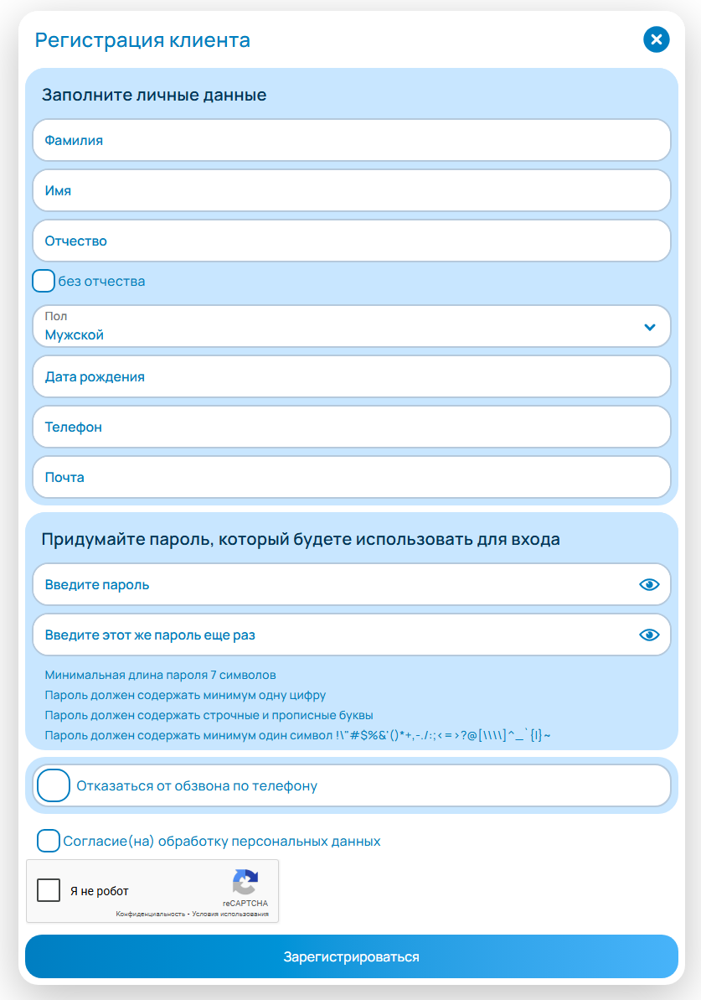 Регистрация клиента
Заполните личные данные
Фамилия
Имя
Отчество
без отчества
Пол
Мужской
Дата рождения
Телефон
Почта
Придумайте пароль, который будете использовать для входа
Введите пароль
Введите этот же пароль еще раз
Минимальная длина пароля 7 символов
Пароль должен содержать минимум одну цифру
Пароль должен содержать строчные и прописные буквы
Пароль должен содержать минимум один символ !\"#$%&'()*+,-./:;<=>?@[\\\\]^_`{|}~
Отказаться от обзвона по телефону
Согласие(на) обработку персональных данных
Я не робот
reCAPTCHA
Конфиденциальность • Условия использования
Зарегистрироваться